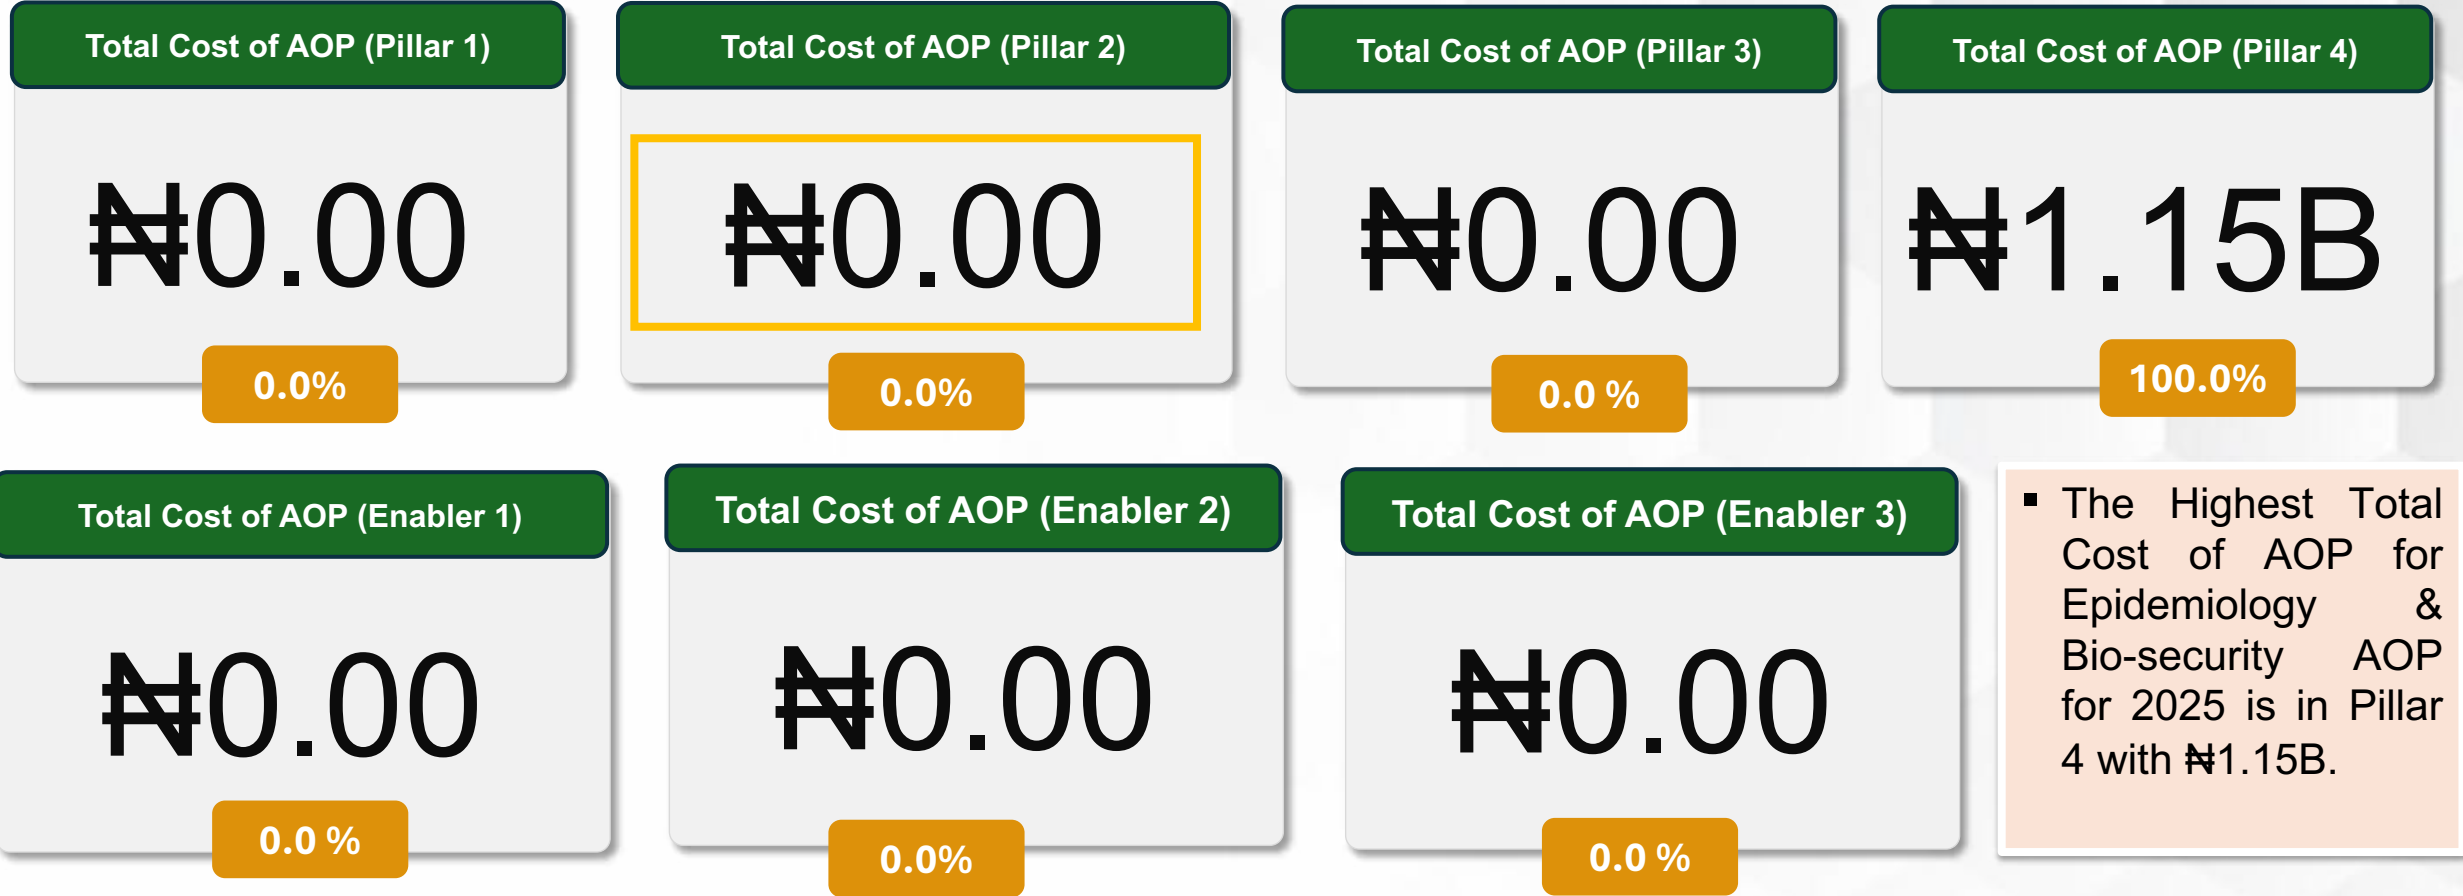 Total Cost of AOP (Pillar 1)
₦0.00
0.0%
Total Cost of AOP (Pillar 2)
₦0.00
0.0%
Total Cost of AOP (Pillar 3)
₦0.00
0.0 %
Total Cost of AOP (Pillar 4)
₦1.15B
100.0%
Total Cost of AOP (Enabler 1)
₦0.00
0.0 %
Total Cost of AOP (Enabler 2)
₦0.00
0.0%
Total Cost of AOP (Enabler 3)
₦0.00
0.0 %
▪ The Highest Total
Cost of AOP for
Epidemiology &
Bio-security AOP
for 2025 is in Pillar
4 with ₦1.15B.